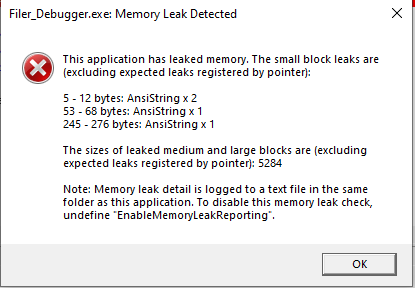 Filer_Debugger.exe: Memory Leak Detected
This application has leaked memory. The small block leaks are
(excluding expected leaks registered by pointer):
5 - 12 bytes: AnsiString x 2
53 - 68 bytes: AnsiString x 1
245 - 276 bytes: AnsiString x 1
The sizes of leaked medium and large blocks are (excluding
expected leaks registered by pointer): 5284
Note: Memory leak detail is logged to a text file in the same
folder as this application. To disable this memory leak check,
undefine "EnableMemoryLeakReporting".
OK